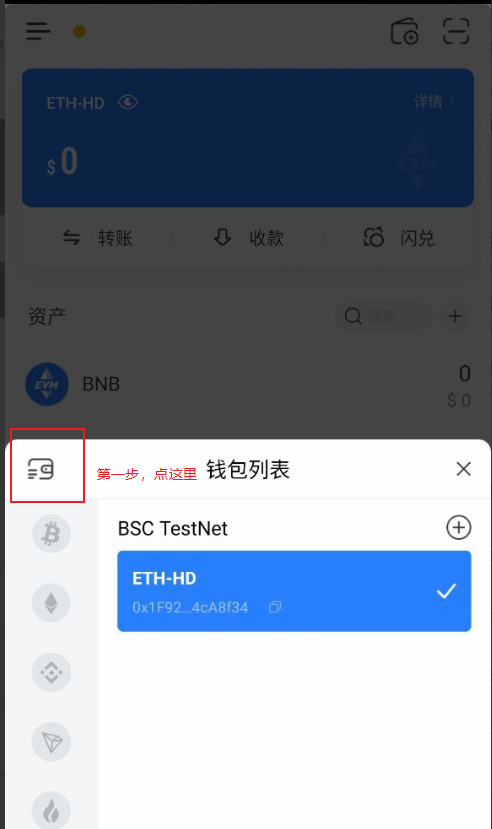 ETH-HD
详情
$0
EVM
转账
收款
闪兑
资产
搜索
EVM
BNB
0
$ 0
第一步，点这里
钱包列表
BSC TestNet
ETH-HD
0x1F92...4cA8f34